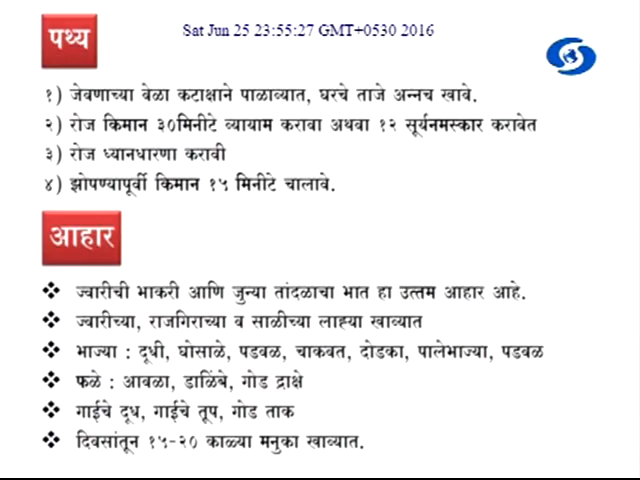 पथ्य
Sat Jun 25 23:55:27 GMT+0530 2016
१) जेवणाच्या वेळा कटाक्षाने पाळाव्यात, घरचे ताजे अन्नच खावे.
२) रोज किमान ३०मिनीटे व्यायाम करावा अथवा १२ सूर्यनमस्कार करावेत
३) रोज ध्यानधारणा करावी
४) झोपण्यापूर्वी किमान १५ मिनीटे चालावे.
आहार
❖ ज्वारीची भाकरी आणि जुन्या तांदळाचा भात हा उत्तम आहार आहे.
❖ ज्वारीच्या, राजगिराच्या व साळीच्या लाह्या खाव्यात
❖ भाज्या : दूधी, घोसाळे, पडवळ, चाकवत, दोडका, पालेभाज्या, पडवळ
❖ फळे : आवळा, डाळिंबे, गोड द्राक्षे
❖ गाईचे दूध, गाईचे तूप, गोड ताक
❖ दिवसांतून १५-२० काळ्या मनुका खाव्यात.